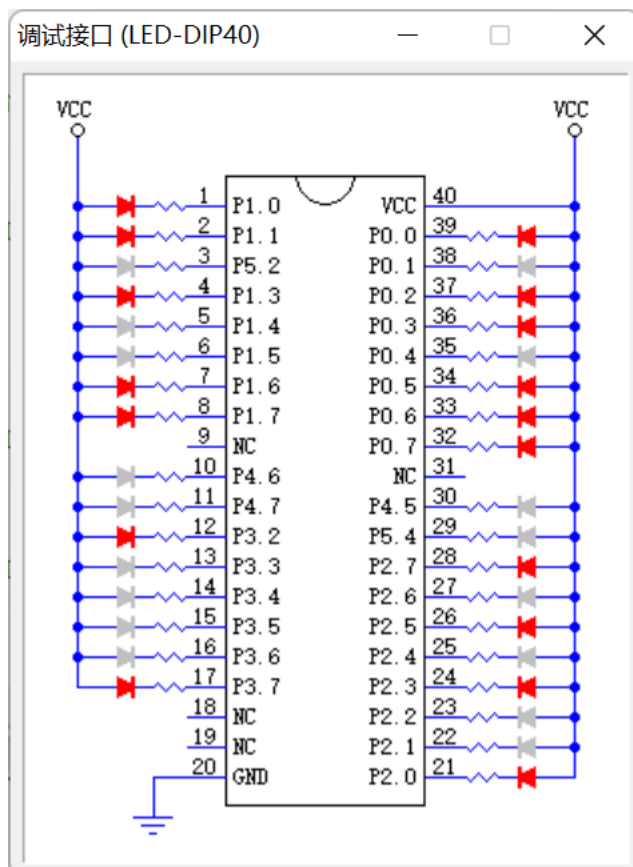 调试接口 (LED-DIP40)
VCC VCC
1 P1.0 VCC 40
2 P1.1 P0.0 39
3 P5.2 P0.1 38
4 P1.3 P0.2 37
5 P1.4 P0.3 36
6 P1.5 P0.4 35
7 P1.6 P0.5 34
8 P1.7 P0.6 33
9 NC P0.7 32
10 P4.6 NC 31
11 P4.7 P4.5 30
12 P3.2 P5.4 29
13 P3.3 P2.7 28
14 P3.4 P2.6 27
15 P3.5 P2.5 26
16 P3.6 P2.4 25
17 P3.7 P2.3 24
18 NC P2.2 23
19 NC P2.1 22
20 GND P2.0 21